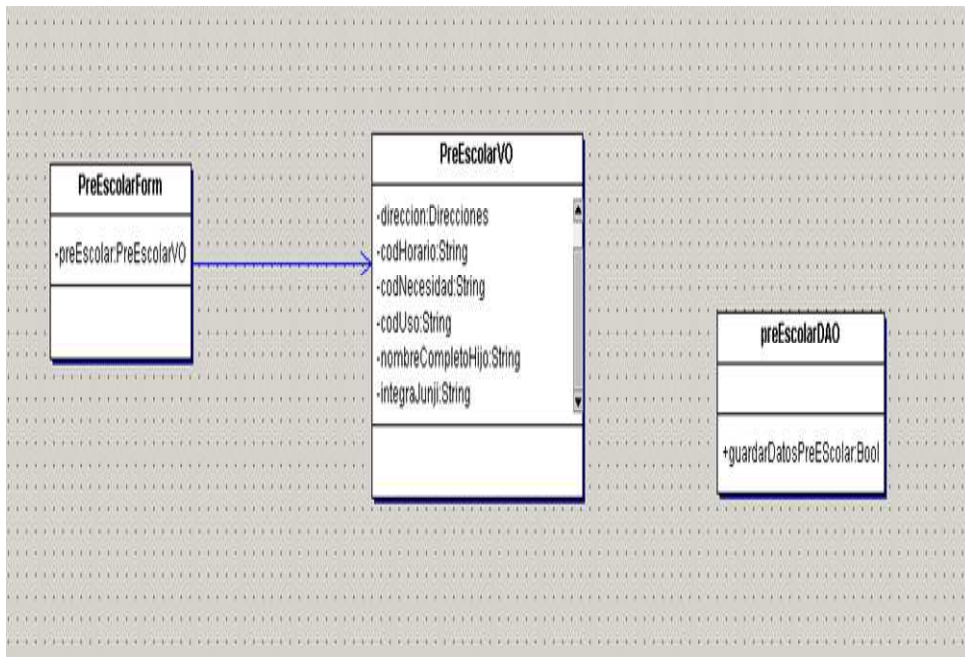 PreEscolarForm
-preEscolar:PreEscolarVO
PreEscolarVO
-direccion:Direcciones
-codHorario:String
-codNecesidad:String
-codUso:String
-nombreCompletoHijo:String
-integraJunji:String
preEscolarDAO
+guardarDatosPreEScolar:Bool